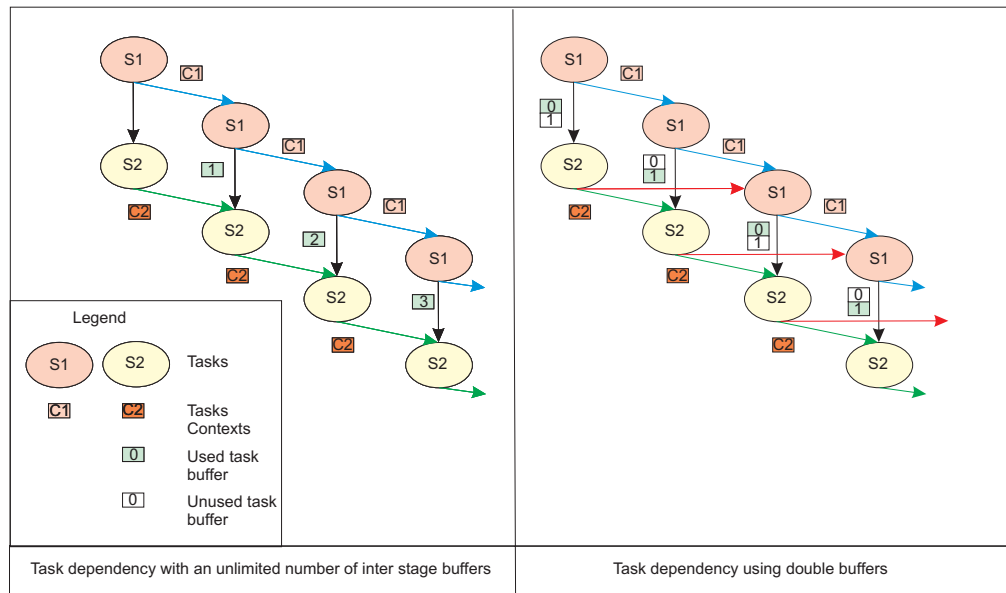 S1
C1
S1
S2
1
C1
S1
C2
S2
2
C1
S1
C2
S2
3
C2
S2
Legend
S1
S2
Tasks
C1
C2
Tasks
Contexts
0
Used task
buffer
0
Unused task
buffer
Task dependency with an unlimited number of inter stage buffers
S1
C1
0
1
S1
C1
S2
0
1
S1
C1
C2
S2
0
1
S1
C2
S2
0
1
C2
S2
Task dependency using double buffers